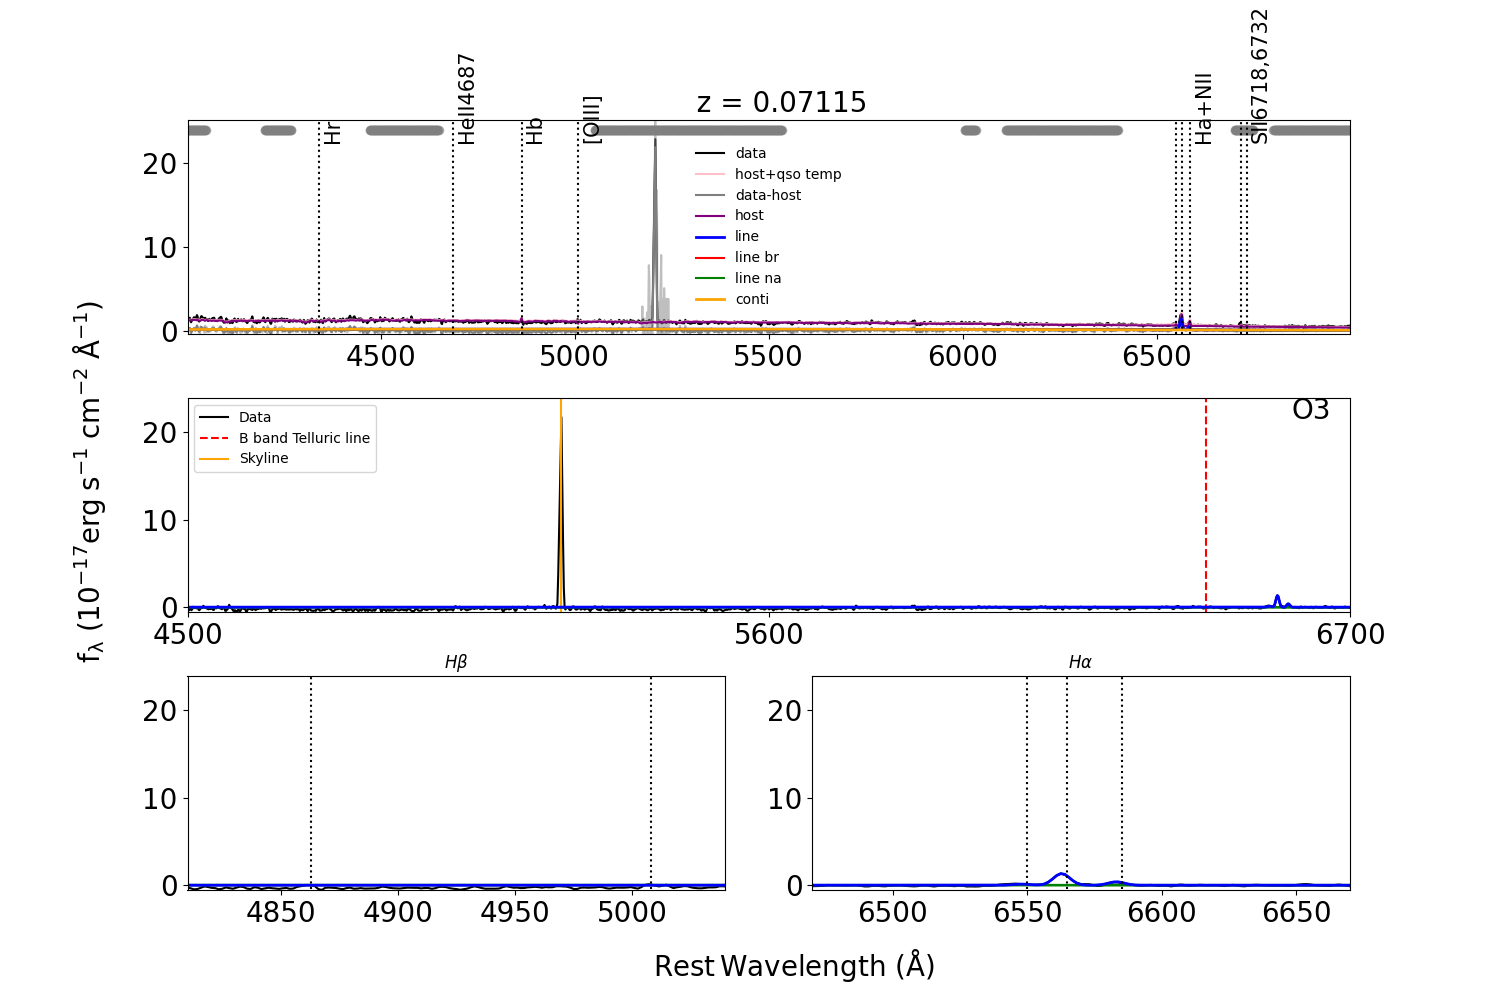 z = 0.07115
Hr
HeII4687
Hb
[OIII]
Ha+NII
SII6718,6732
data
host+qso temp
data-host
host
line
line br
line na
conti
20
10
0
4500
5000
5500
6000
6500
O3
Data
B band Telluric line
Skyline
20
10
0
4500
5600
6700
fλ (10⁻¹⁷erg s⁻¹ cm⁻² Å⁻¹)
Hβ
20
10
0
4850
4900
4950
5000
Hα
20
10
0
6500
6550
6600
6650
Rest Wavelength (Å)